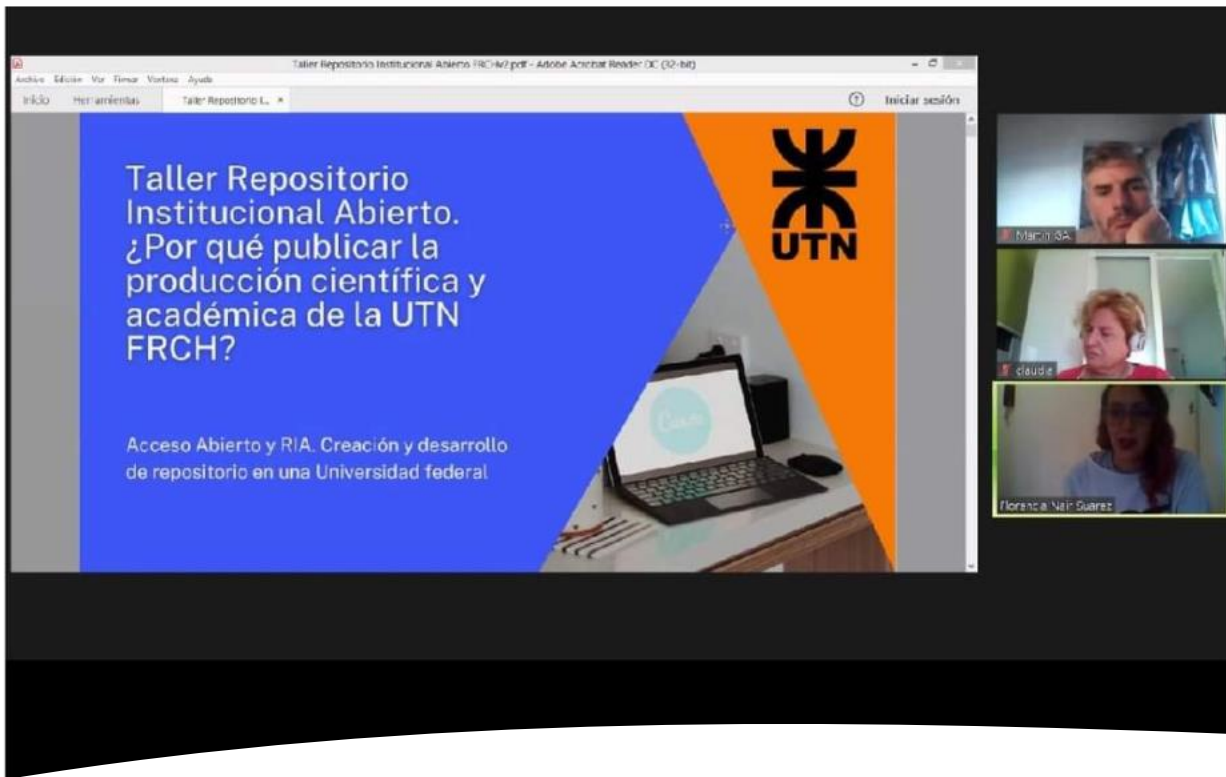 Taller Repositorio Institucional Abierto FRCHv2.pdf - Adobe Acrobat Reader DC (32-bit)
Archivo Edición Ver Firmar Ventana Ayuda
Inicio Herramientas Taller Repositorio I... × Iniciar sesión
Taller Repositorio
Institucional Abierto.
¿Por qué publicar la
producción científica y
académica de la UTN
FRCH?
Acceso Abierto y RIA. Creación y desarrollo
de repositorio en una Universidad federal
UTN
Canva
Martin GA
claudia
Florencia Nair Suarez